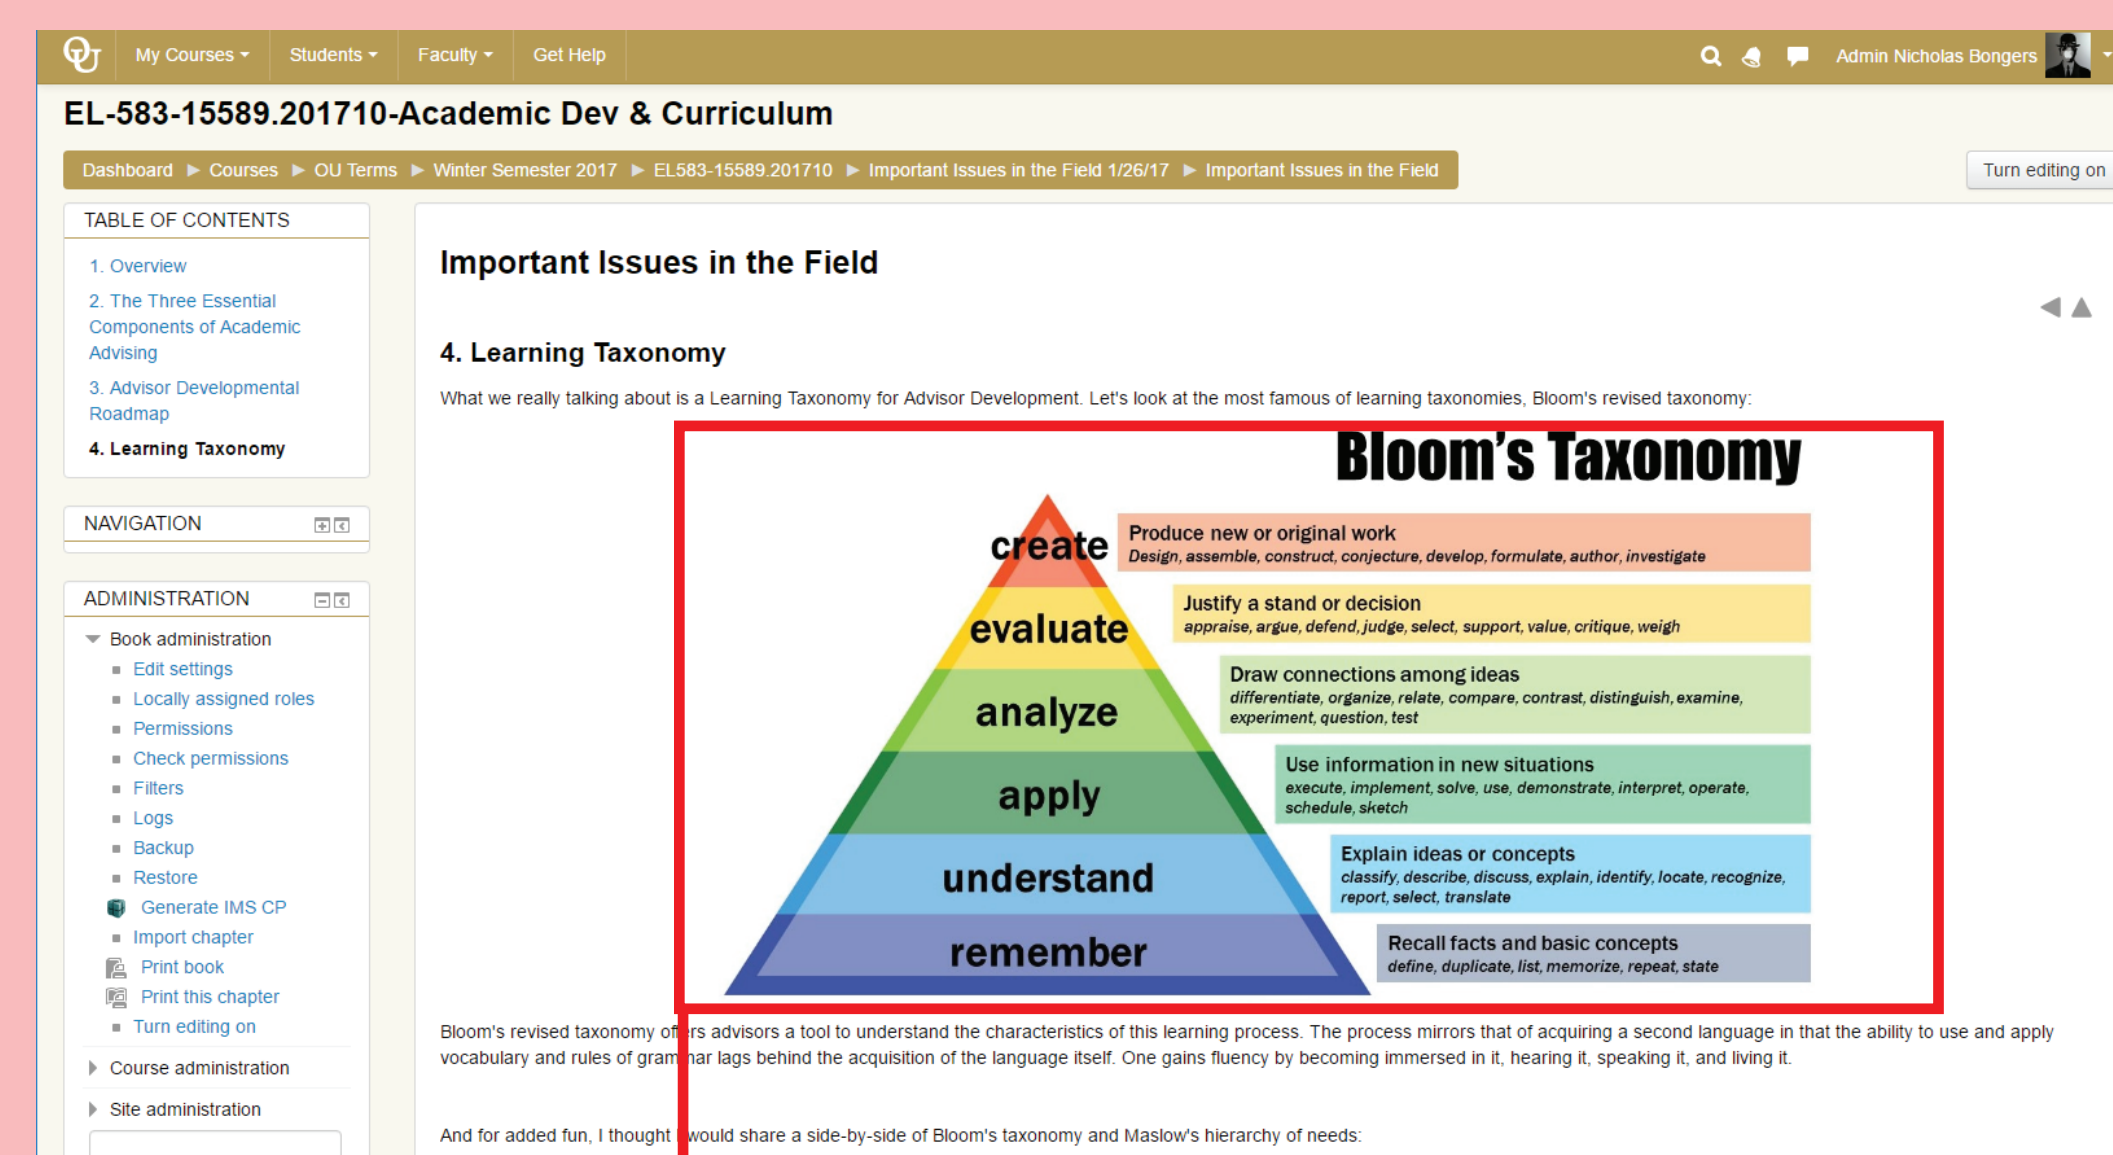 OU My Courses Students Faculty Get Help Admin Nicholas Bongers
EL-583-15589.201710-Academic Dev & Curriculum
Dashboard Courses OU Terms Winter Semester 2017 EL583-15589.201710 Important Issues in the Field 1/26/17 Important Issues in the Field
Turn editing on
TABLE OF CONTENTS
1. Overview
2. The Three Essential
Components of Academic
Advising
3. Advisor Developmental
Roadmap
4. Learning Taxonomy
NAVIGATION
ADMINISTRATION
Book administration
Edit settings
Locally assigned roles
Permissions
Check permissions
Filters
Logs
Backup
Restore
Generate IMS CP
Import chapter
Print book
Print this chapter
Turn editing on
Course administration
Site administration
Important Issues in the Field
4. Learning Taxonomy
What we really talking about is a Learning Taxonomy for Advisor Development. Let's look at the most famous of learning taxonomies, Bloom's revised taxonomy:
Bloom's Taxonomy
create
Produce new or original work
Design, assemble, construct, conjecture, develop, formulate, author, investigate
evaluate
Justify a stand or decision
appraise, argue, defend, judge, select, support, value, critique, weigh
analyze
Draw connections among ideas
differentiate, organize, relate, compare, contrast, distinguish, examine,
experiment, question, test
apply
Use information in new situations
execute, implement, solve, use, demonstrate, interpret, operate,
schedule, sketch
understand
Explain ideas or concepts
classify, describe, discuss, explain, identify, locate, recognize,
report, select, translate
remember
Recall facts and basic concepts
define, duplicate, list, memorize, repeat, state
Bloom's revised taxonomy offers advisors a tool to understand the characteristics of this learning process. The process mirrors that of acquiring a second language in that the ability to use and apply
vocabulary and rules of grammar lags behind the acquisition of the language itself. One gains fluency by becoming immersed in it, hearing it, speaking it, and living it.
And for added fun, I thought I would share a side-by-side of Bloom's taxonomy and Maslow's hierarchy of needs: